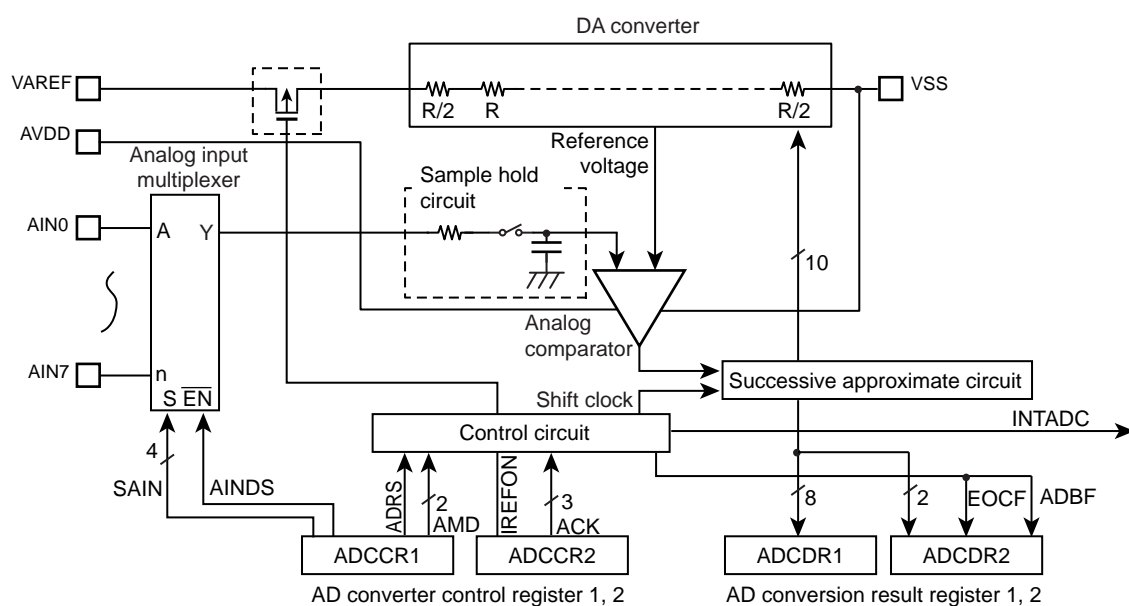 DA converter
VAREF
R/2
R
R/2
VSS
AVDD
Analog input
multiplexer
Reference
voltage
Sample hold
circuit
AIN0
A
Y
10
Analog
comparator
AIN7
n
S
EN
Successive approximate circuit
Shift clock
Control circuit
INTADC
4
SAIN
AINDS
ADRS
2
AMD
IREFON
3
ACK
8
2
EOCF
ADBF
ADCCR1
ADCCR2
ADCDR1
ADCDR2
AD converter control register 1, 2
AD conversion result register 1, 2